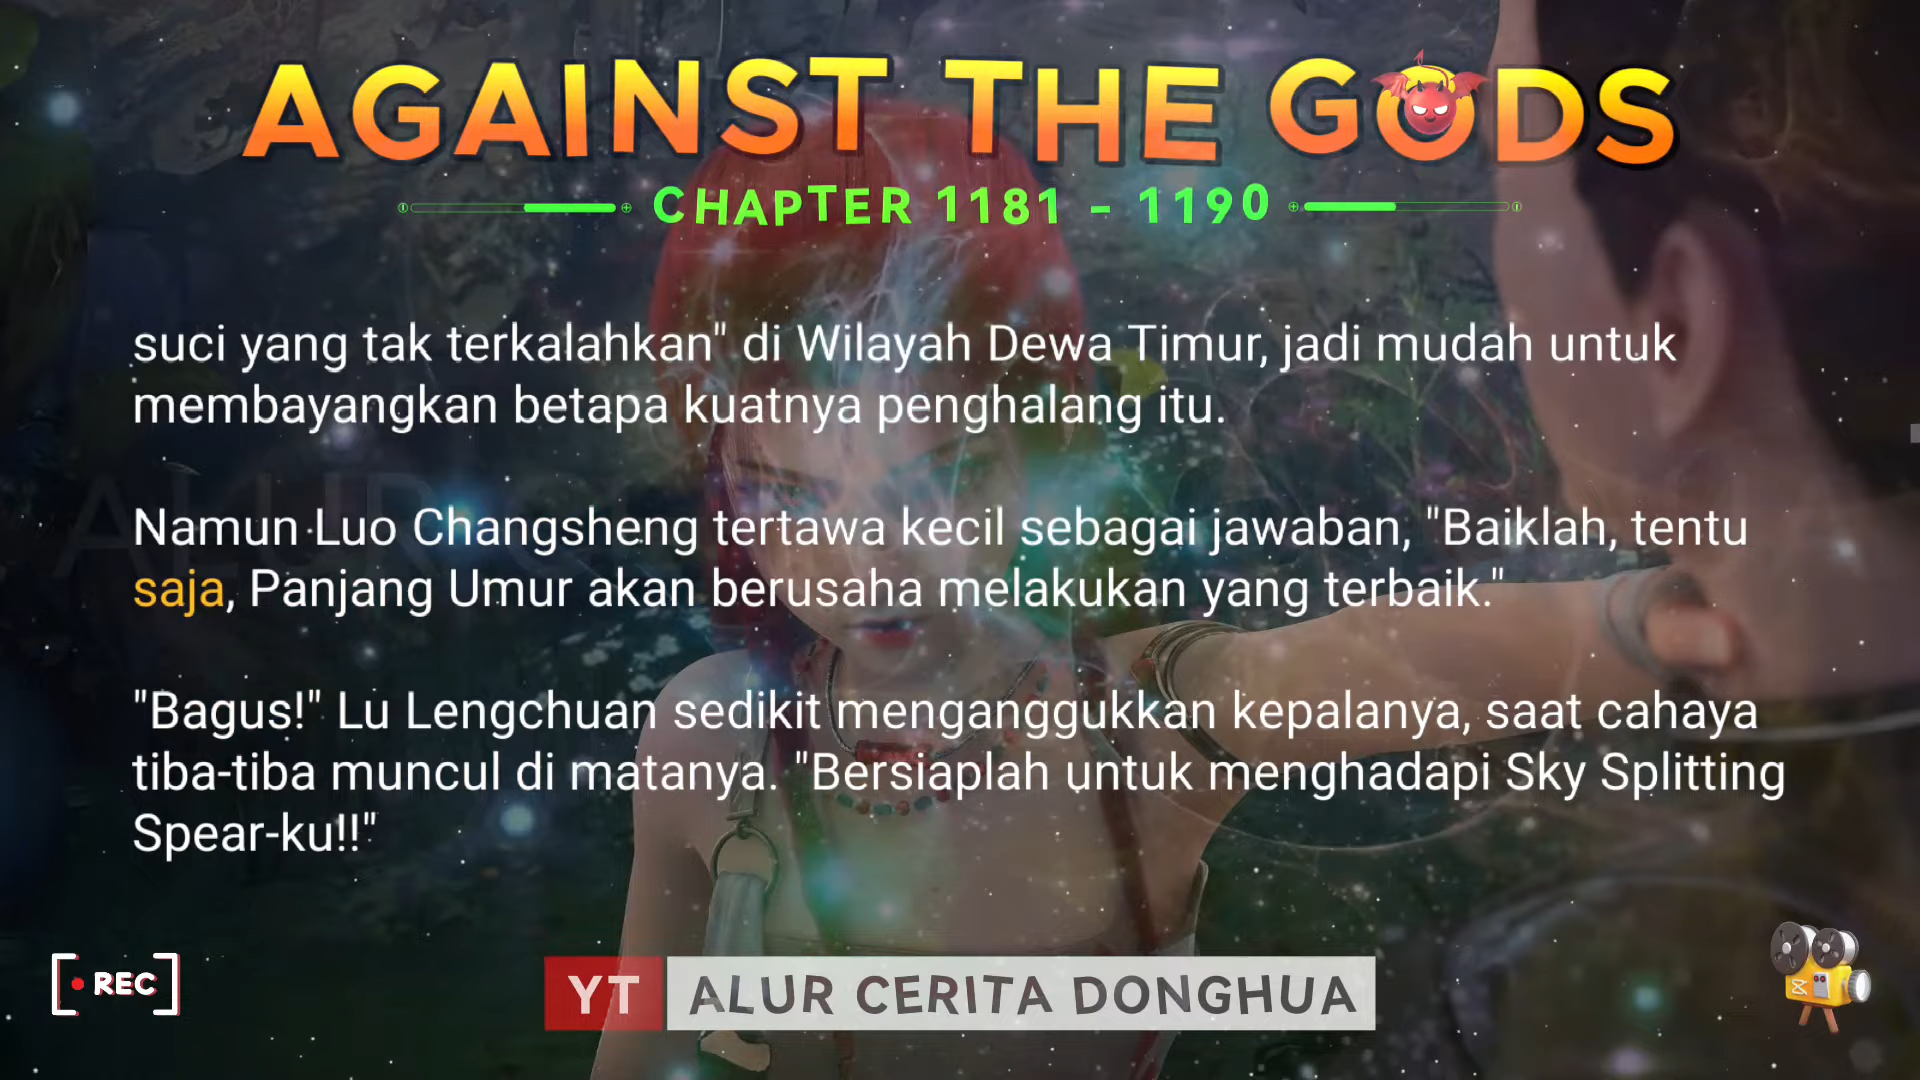 AGAINST THE GODS
CHAPTER 1181 - 1190
suci yang tak terkalahkan" di Wilayah Dewa Timur, jadi mudah untuk
membayangkan betapa kuatnya penghalang itu.
Namun Luo Changsheng tertawa kecil sebagai jawaban, "Baiklah, tentu
saja, Panjang Umur akan berusaha melakukan yang terbaik."
"Bagus!" Lu Lengchuan sedikit menganggukkan kepalanya, saat cahaya
tiba-tiba muncul di matanya. "Bersiaplah untuk menghadapi Sky Splitting
Spear-ku!!"
REC
YT ALUR CERITA DONGHUA